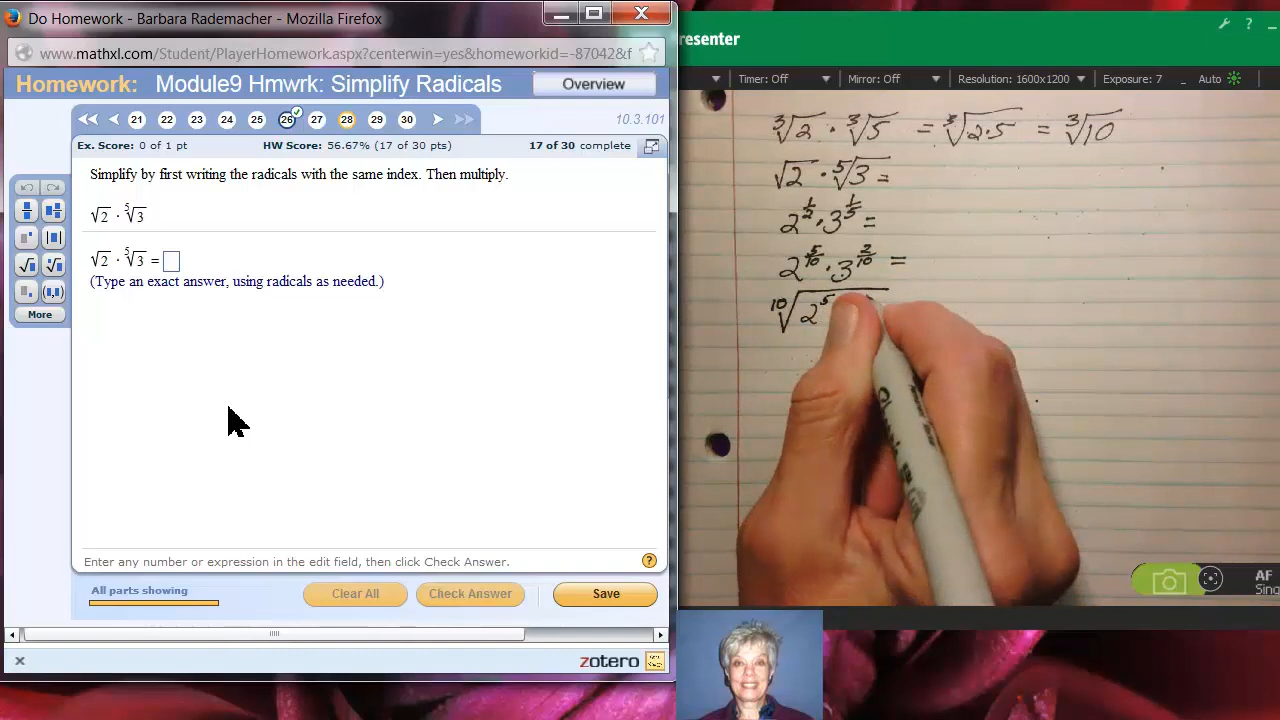 Do Homework - Barbara Rademacher - Mozilla Firefox
www.mathxl.com/Student/PlayerHomework.aspx?centerwin=yes&homeworkid=-87042&f
Homework: Module9 Hmwrk: Simplify Radicals Overview
21 22 23 24 25 26 27 28 29 30 10.3.101
Ex. Score: 0 of 1 pt HW Score: 56.67% (17 of 30 pts) 17 of 30 complete
Simplify by first writing the radicals with the same index. Then multiply.
√2 · ⁵√3
√2 · ⁵√3 =
(Type an exact answer, using radicals as needed.)
More
Enter any number or expression in the edit field, then click Check Answer.
All parts showing
Clear All Check Answer Save
zotero
resenter
Timer: Off Mirror: Off Resolution: 1600x1200 Exposure: 7 Auto
³√2 · ³√5 = ³√2·5 = ³√10
√2 · ⁵√3 =
2^1/2 · 3^1/5 =
2^5/10 · 3^2/10 =
¹⁰√2⁵
AF
Sing